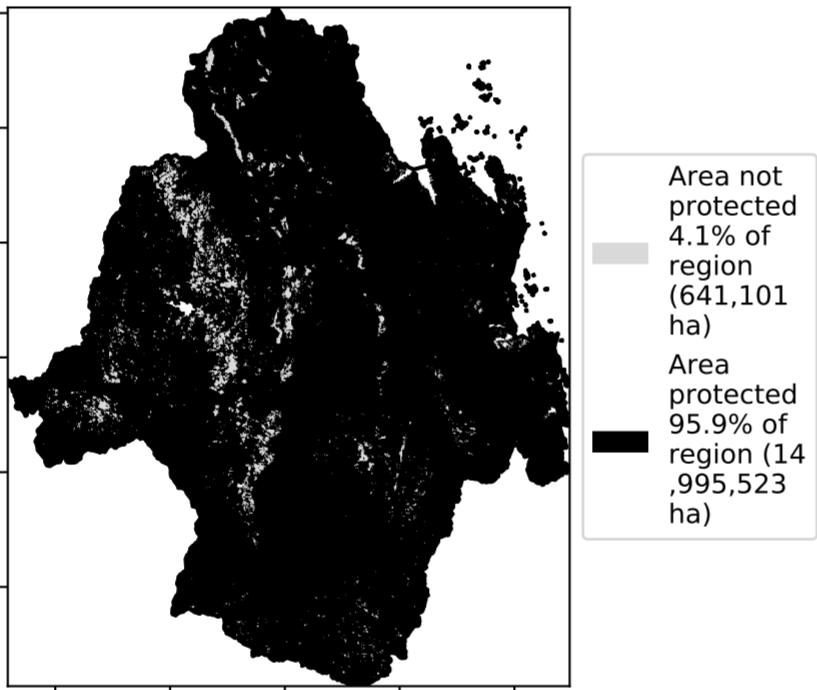 Area not
protected
4.1% of
region
(641,101
ha)
Area
protected
95.9% of
region (14
,995,523
ha)